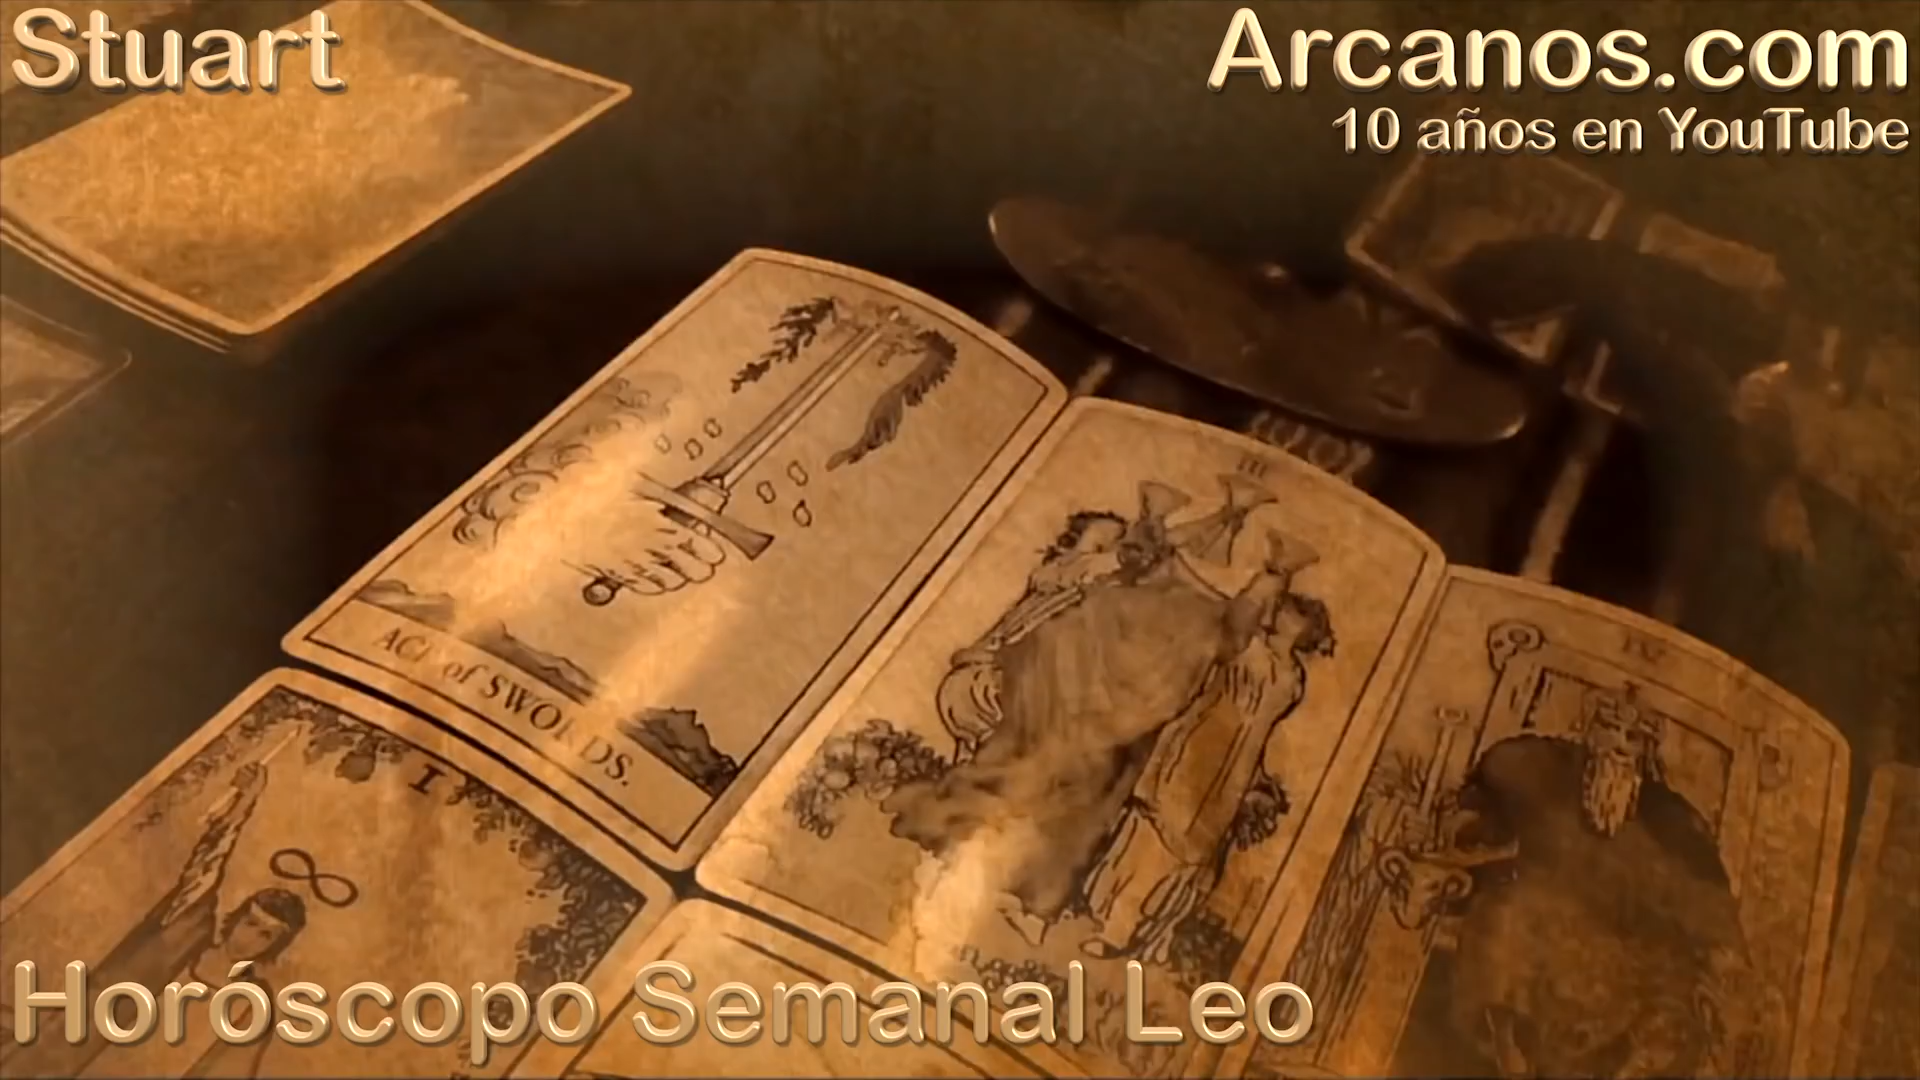 Stuart
Arcanos.com
10 años en YouTube
III
ACE of SWORDS.
I
Horóscopo Semanal Leo